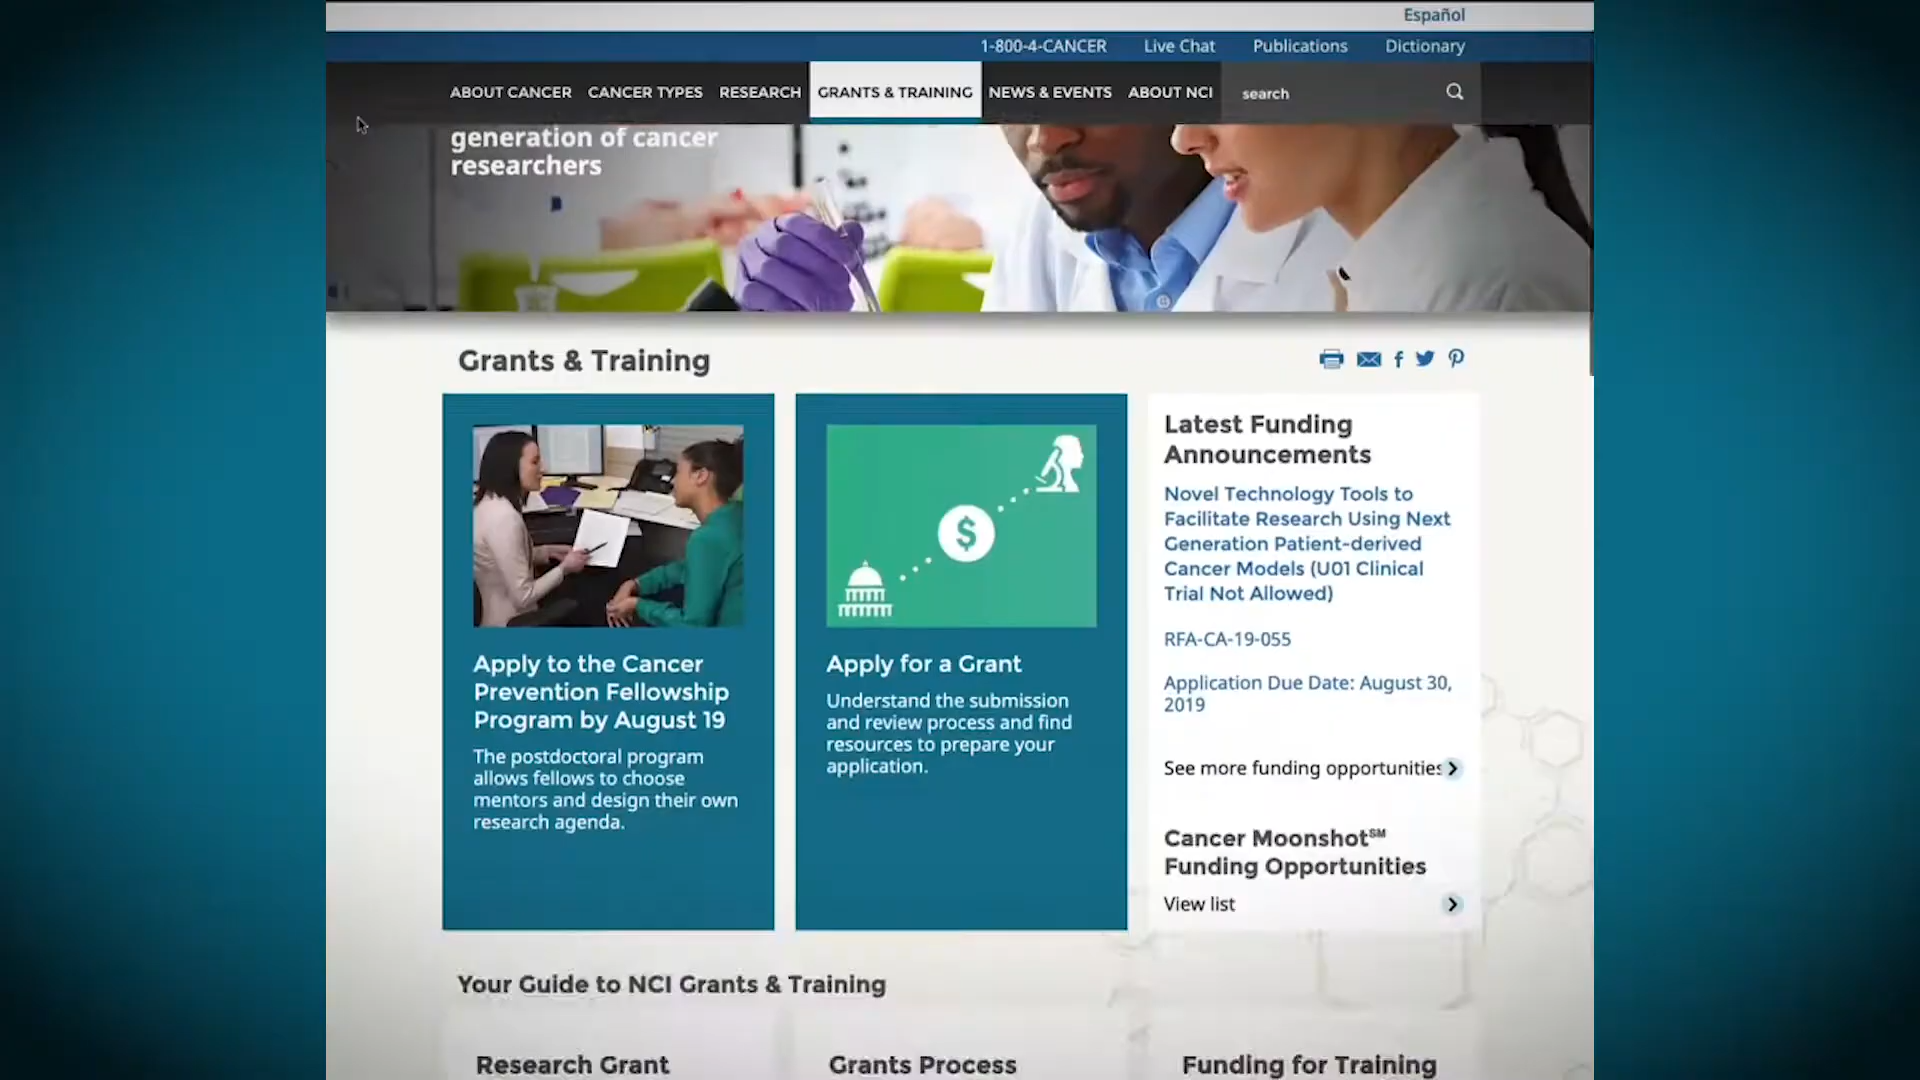 Español
1-800-4-CANCER Live Chat Publications Dictionary
ABOUT CANCER CANCER TYPES RESEARCH GRANTS & TRAINING NEWS & EVENTS ABOUT NCI search
generation of cancer
researchers
Grants & Training
Apply to the Cancer
Prevention Fellowship
Program by August 19
The postdoctoral program
allows fellows to choose
mentors and design their own
research agenda.
$
Apply for a Grant
Understand the submission
and review process and find
resources to prepare your
application.
Latest Funding
Announcements
Novel Technology Tools to
Facilitate Research Using Next
Generation Patient-derived
Cancer Models (U01 Clinical
Trial Not Allowed)
RFA-CA-19-055
Application Due Date: August 30,
2019
See more funding opportunities
Cancer Moonshot℠
Funding Opportunities
View list
Your Guide to NCI Grants & Training
Research Grant
Grants Process
Funding for Training